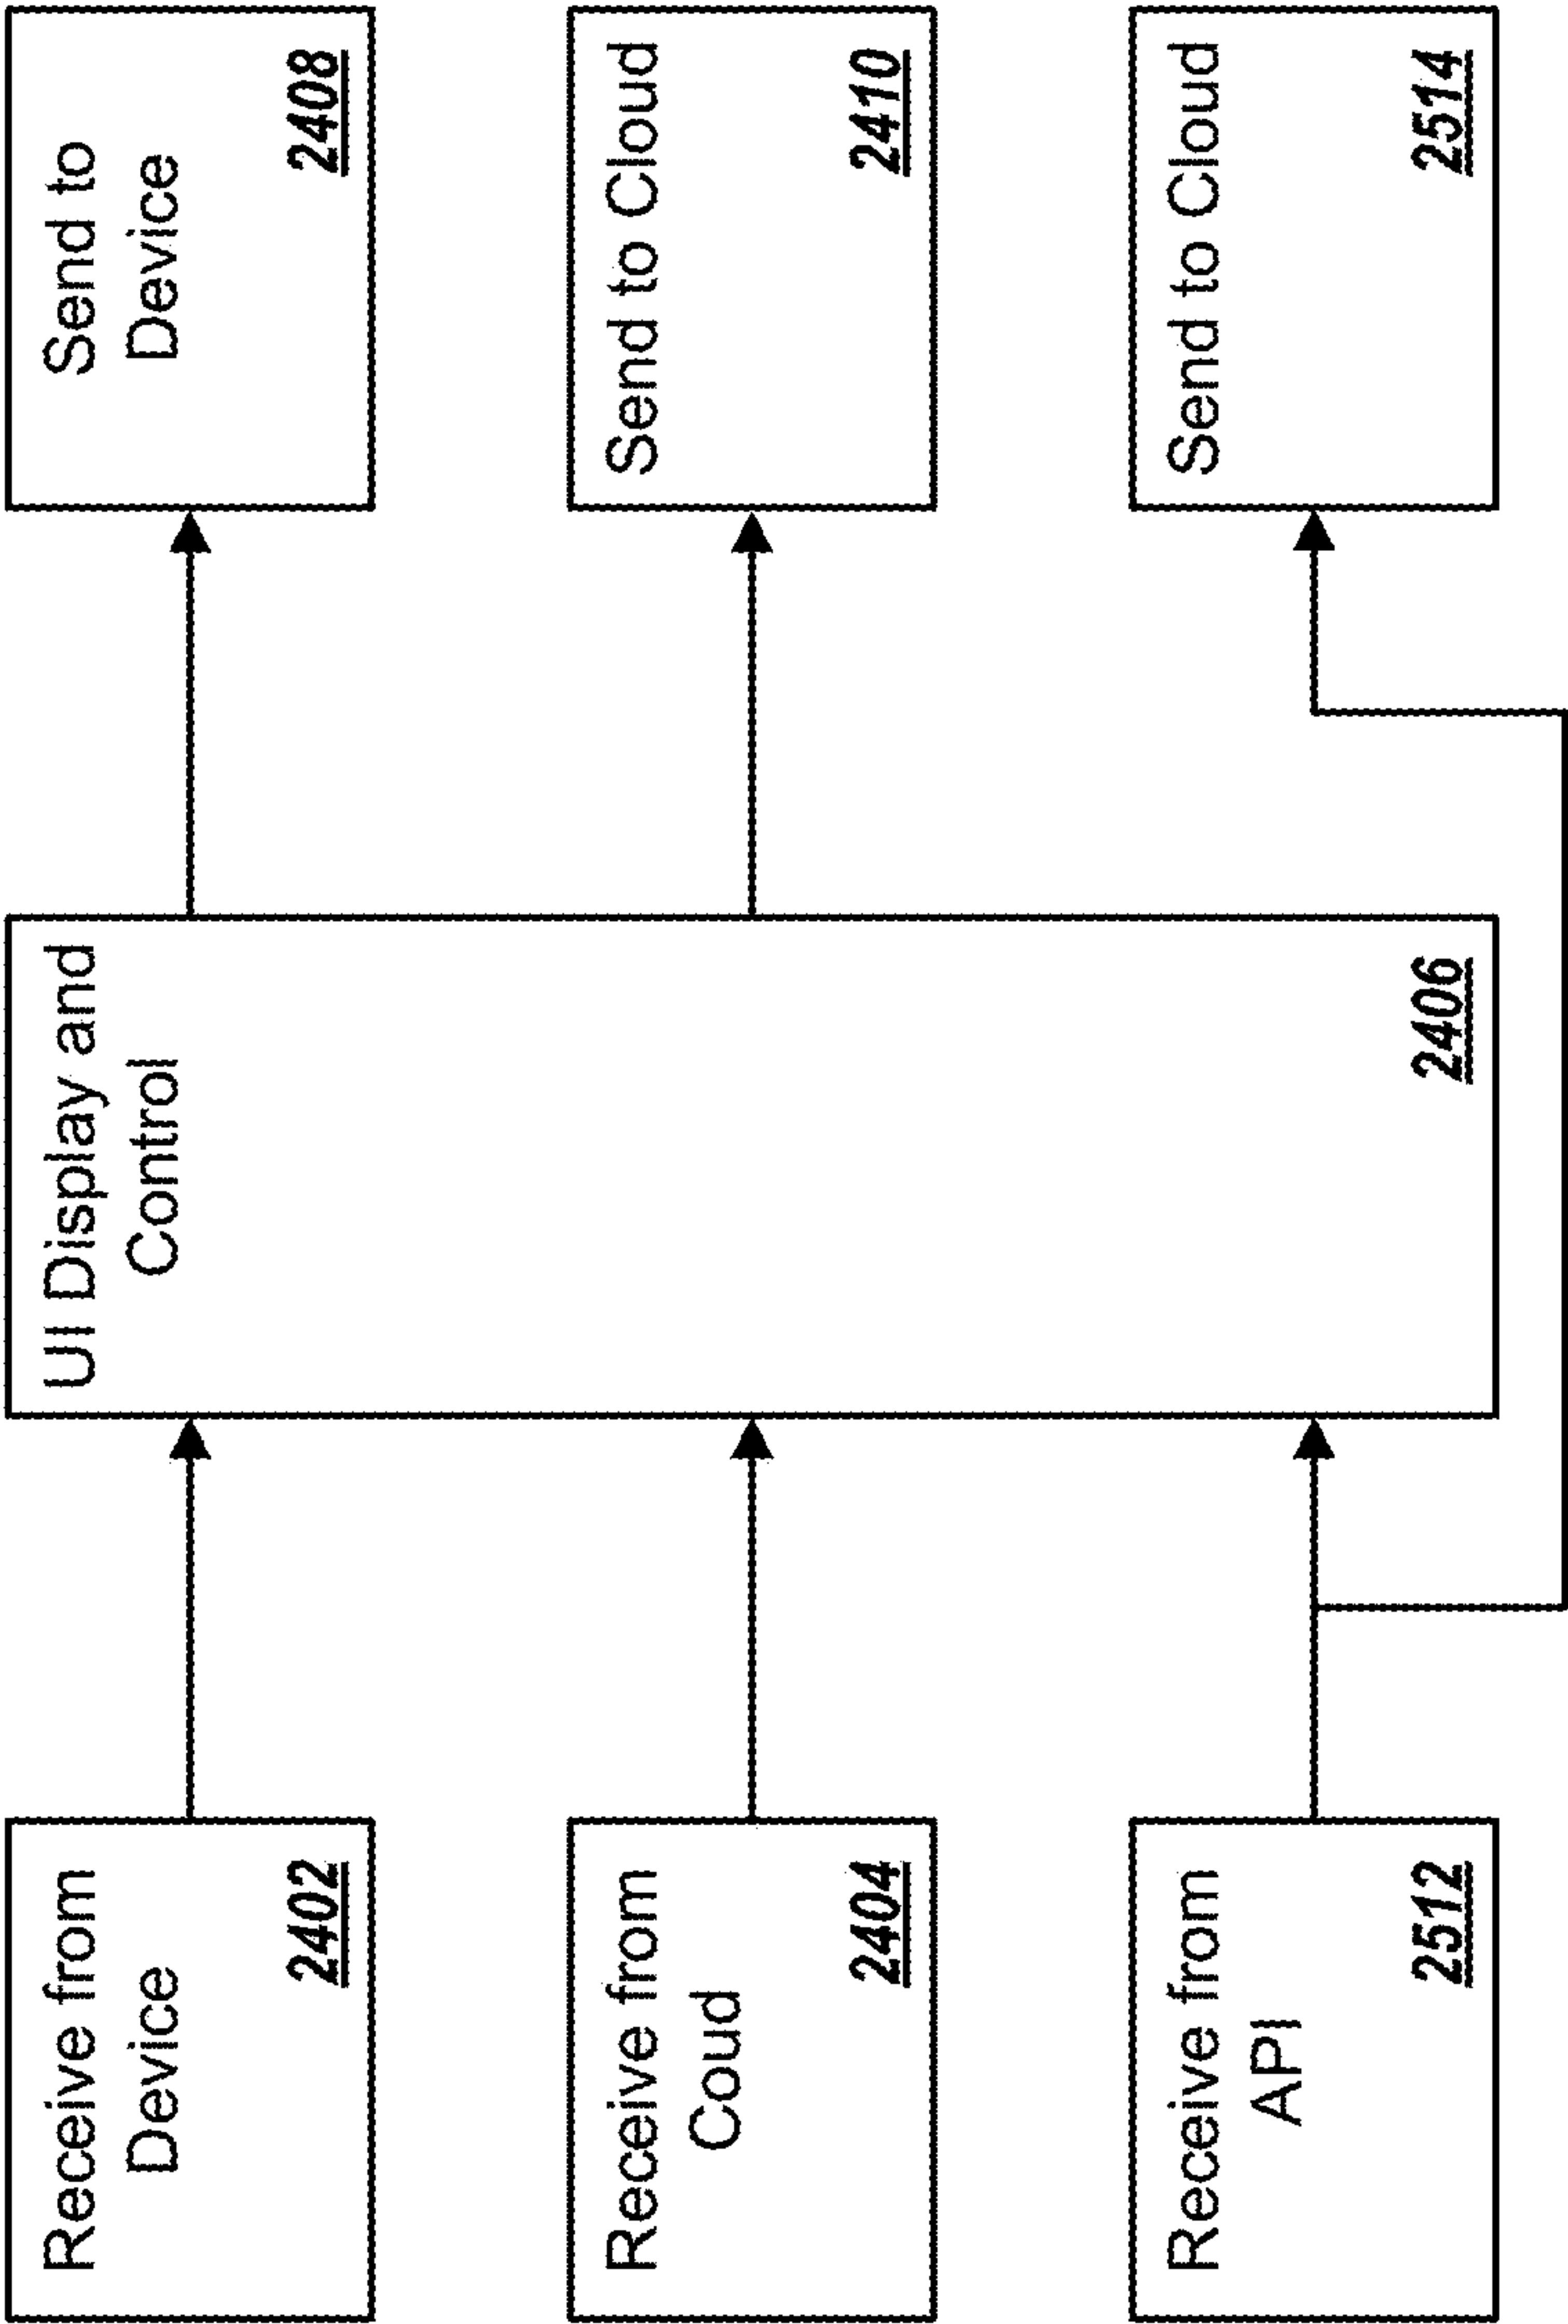 Receive from
Device
2402
Receive from
Coud
2404
Receive from
API
2512
UI Display and
Control
2406
Send to
Device
2408
Send to Cloud
2410
Send to Cloud
2514